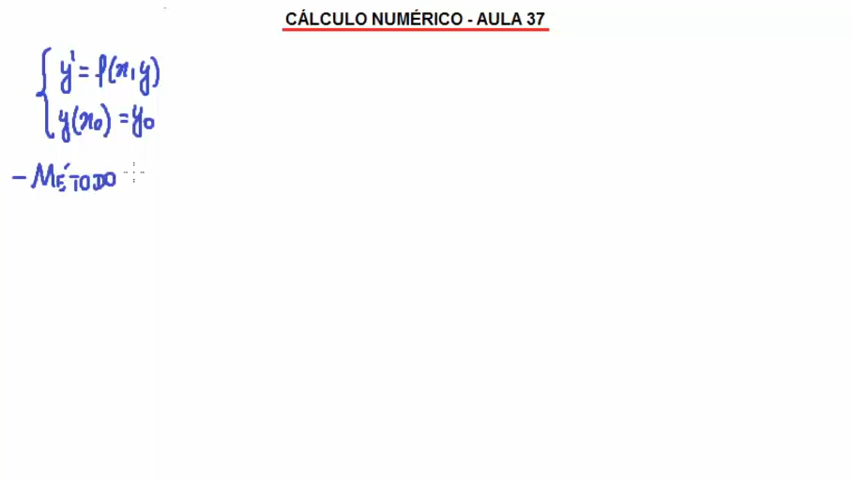 CÁLCULO NUMÉRICO - AULA 37
y' = f(x, y)
y(x₀) = y₀
- MÉTODO